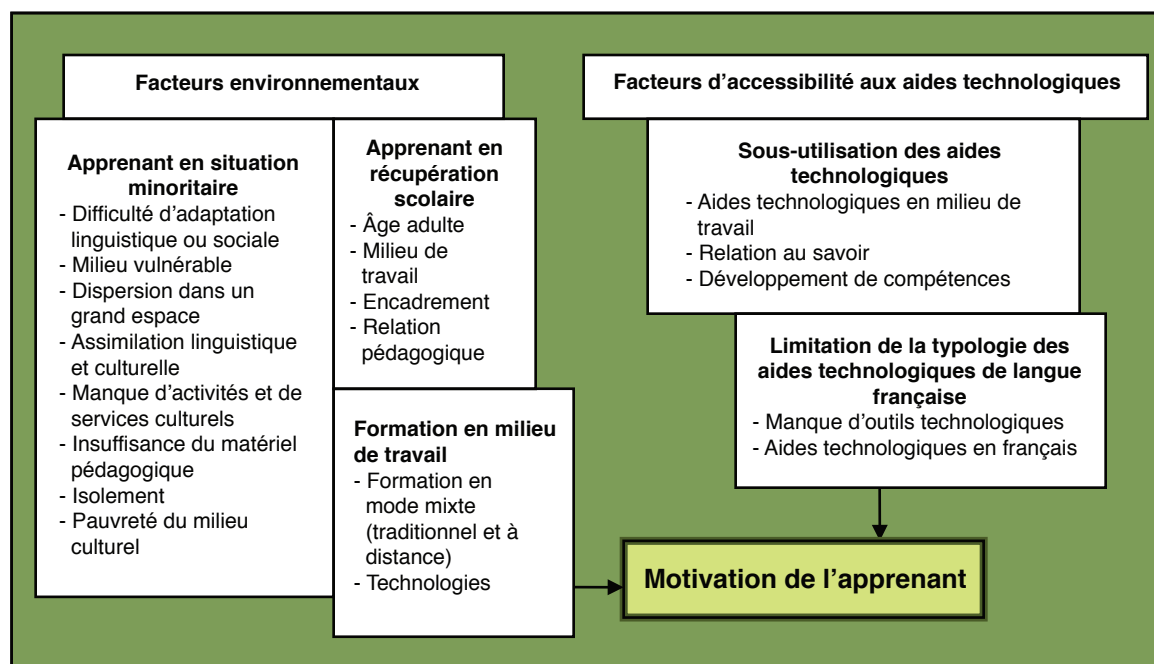 Facteurs environnementaux
Apprenant en situation
minoritaire
- Difficulté d’adaptation
linguistique ou sociale
- Milieu vulnérable
- Dispersion dans un
grand espace
- Assimilation linguistique
et culturelle
- Manque d’activités et de
services culturels
- Insuffisance du matériel
pédagogique
- Isolement
- Pauvreté du milieu
culturel
Apprenant en
récupération
scolaire
- Âge adulte
- Milieu de
travail
- Encadrement
- Relation
pédagogique
Formation en milieu
de travail
- Formation en
mode mixte
(traditionnel et à
distance)
- Technologies
Facteurs d’accessibilité aux aides technologiques
Sous-utilisation des aides
technologiques
- Aides technologiques en milieu de
travail
- Relation au savoir
- Développement de compétences
Limitation de la typologie des
aides technologiques de langue
française
- Manque d’outils technologiques
- Aides technologiques en français
Motivation de l’apprenant